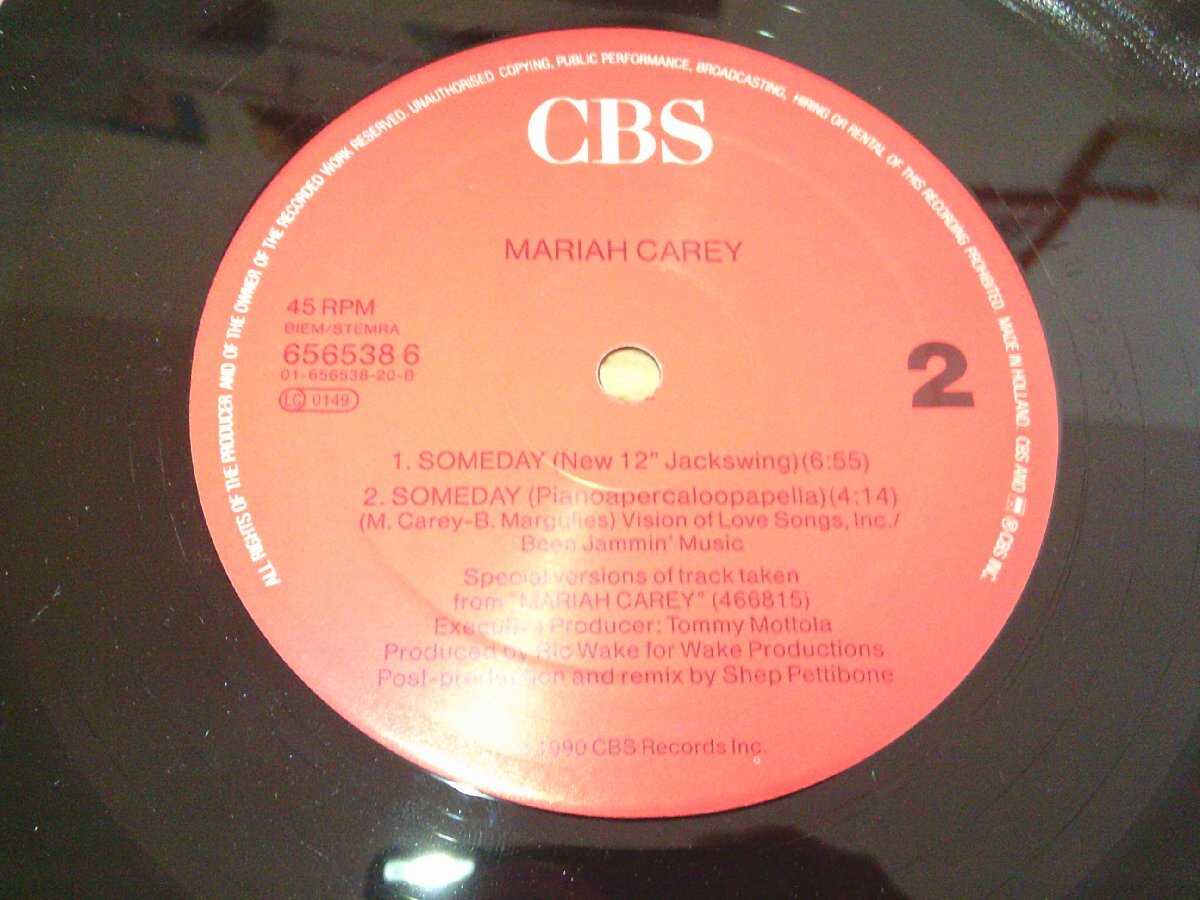 ALL RIGHTS OF THE PRODUCER AND OF THE OWNER OF THE RECORDED WORK RESERVED. UNAUTHORISED COPYING, PUBLIC PERFORMANCE, BROADCASTING, HIRING OR RENTAL OF THIS RECORDING PROHIBITED. MADE IN HOLLAND. CBS AND ® CBS INC.
CBS
MARIAH CAREY
45 RPM
BIEM/STEMRA
656538 6
01-656538-20-B
LC 0149
2
1. SOMEDAY (New 12" Jackswing)(6:55)
2. SOMEDAY (Pianoapercaloopapella)(4:14)
(M. Carey-B. Margulies) Vision of Love Songs, Inc./
Been Jammin' Music
Special versions of track taken
from "MARIAH CAREY" (466815)
Executive Producer: Tommy Mottola
Produced by Ric Wake for Wake Productions
Post-production and remix by Shep Pettibone
1990 CBS Records Inc.